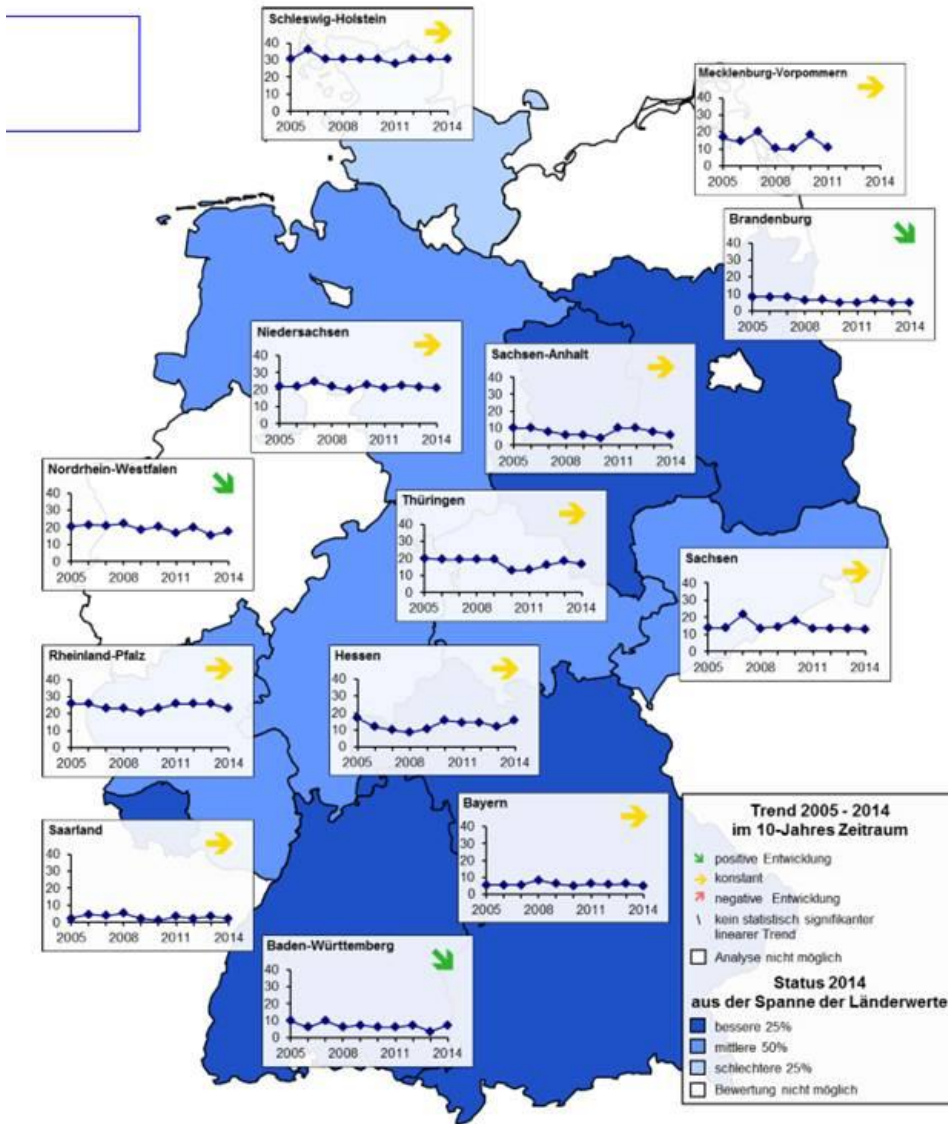 Schleswig-Holstein
40
30
20
10
0
2005 2008 2011 2014
Mecklenburg-Vorpommern
40
30
20
10
0
2005 2008 2011 2014
Brandenburg
40
30
20
10
0
2005 2008 2011 2014
Niedersachsen
40
30
20
10
0
2005 2008 2011 2014
Sachsen-Anhalt
40
30
20
10
0
2005 2008 2011 2014
Nordrhein-Westfalen
40
30
20
10
0
2005 2008 2011 2014
Thüringen
40
30
20
10
0
2005 2008 2011 2014
Sachsen
40
30
20
10
0
2005 2008 2011 2014
Rheinland-Pfalz
40
30
20
10
0
2005 2008 2011 2014
Hessen
40
30
20
10
0
2005 2008 2011 2014
Saarland
40
30
20
10
0
2005 2008 2011 2014
Bayern
40
30
20
10
0
2005 2008 2011 2014
Baden-Württemberg
40
30
20
10
0
2005 2008 2011 2014
Trend 2005 - 2014
im 10-Jahres Zeitraum
positive Entwicklung
konstant
negative Entwicklung
kein statistisch signifikanter
linearer Trend
Analyse nicht möglich
Status 2014
aus der Spanne der Länderwerte
bessere 25%
mittlere 50%
schlechtere 25%
Bewertung nicht möglich